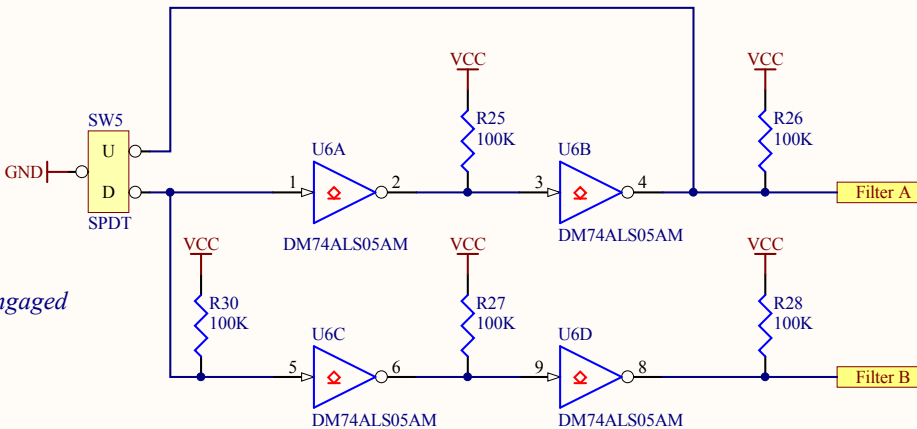 VCC
VCC
SW5
R25
100K
R26
100K
U
U6A
U6B
GND
D
1
2
3
4
Filter A
SPDT
DM74ALS05AM
DM74ALS05AM
VCC
VCC
VCC
ngaged
R30
100K
R27
100K
R28
100K
U6C
U6D
5
6
9
8
Filter B
DM74ALS05AM
DM74ALS05AM